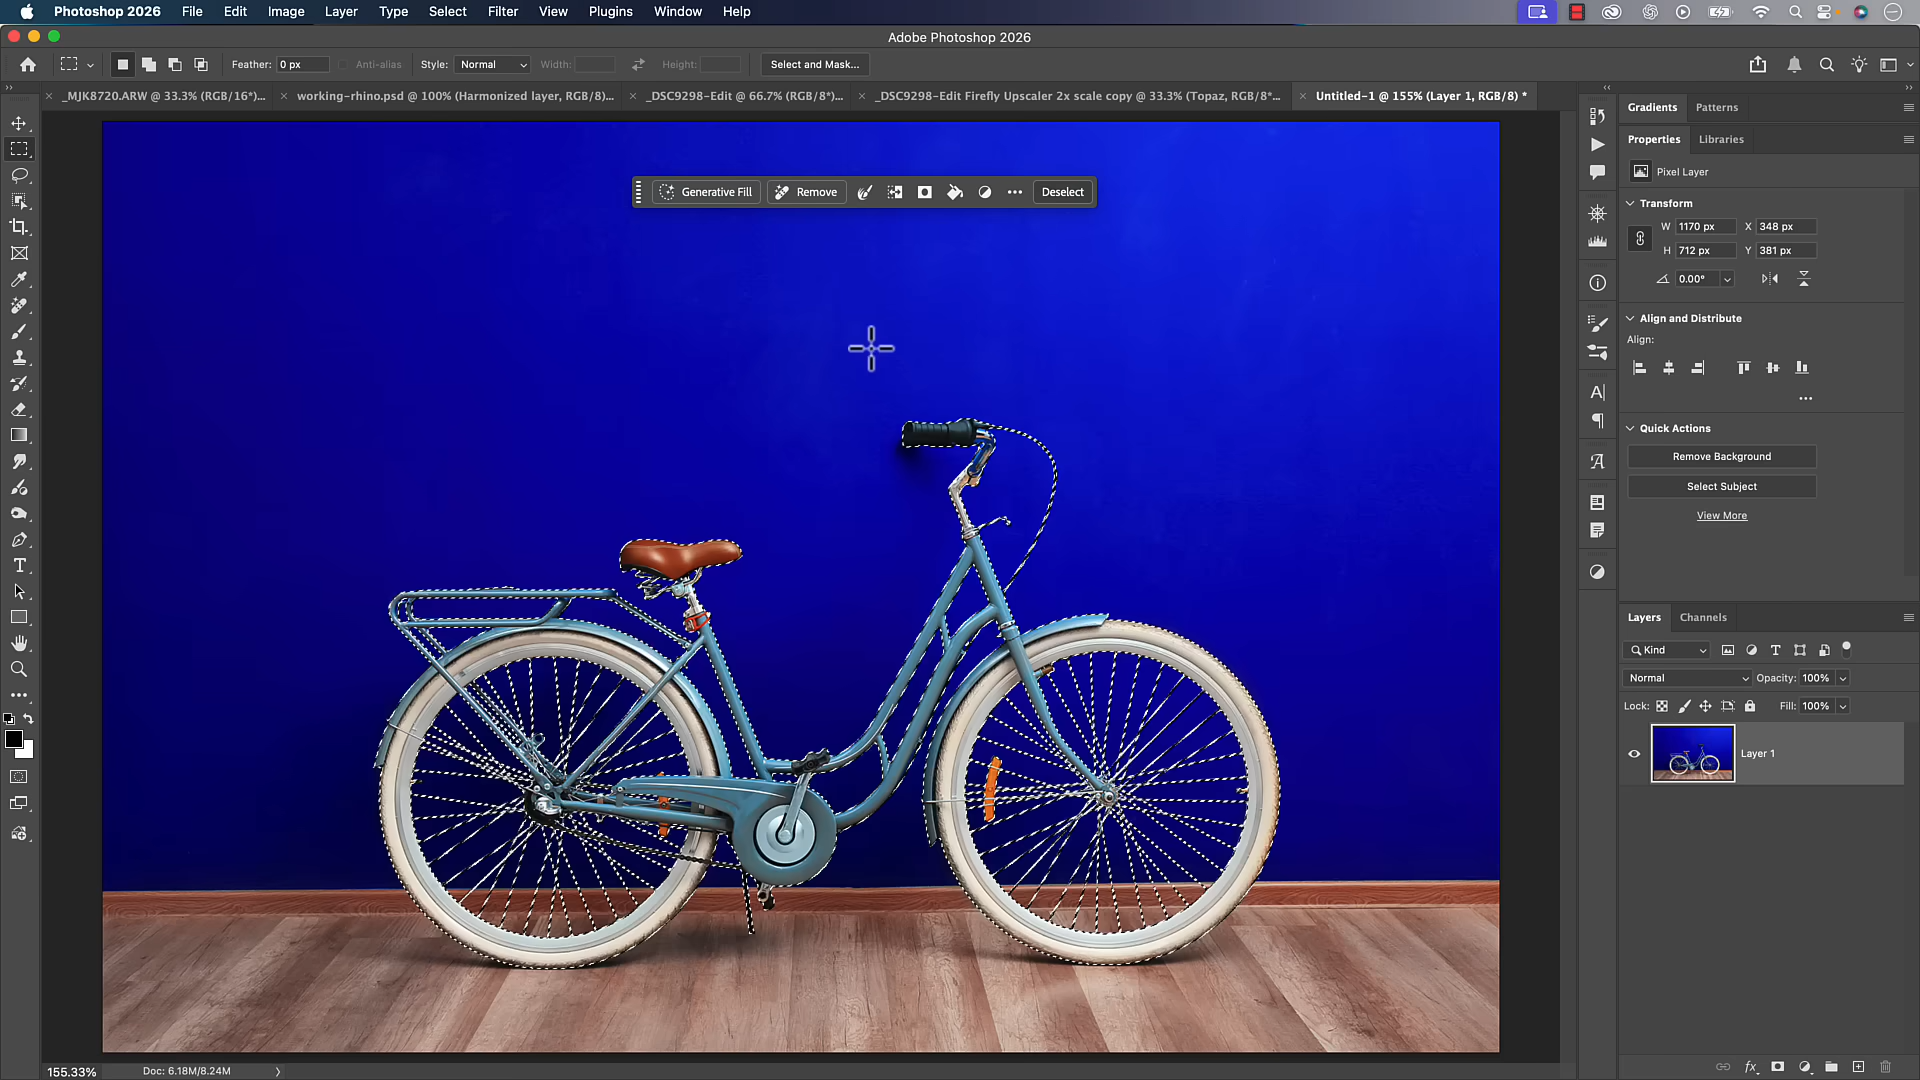 Photoshop 2026 File Edit Image Layer Type Select Filter View Plugins Window Help
Adobe Photoshop 2026
Feather: 0 px Anti-alias Style: Normal Width: Height: Select and Mask...
_MJK8720.ARW @ 33.3% (RGB/16*)... working-rhino.psd @ 100% (Harmonized layer, RGB/8)... _DSC9298-Edit @ 66.7% (RGB/8*)... _DSC9298-Edit Firefly Upscaler 2x scale copy @ 33.3% (Topaz, RGB/8*... Untitled-1 @ 155% (Layer 1, RGB/8) *
Generative Fill Remove Deselect
Gradients Patterns
Properties Libraries
Pixel Layer
Transform
W 1170 px X 348 px
H 712 px Y 381 px
0.00°
Align and Distribute
Align:
Quick Actions
Remove Background
Select Subject
View More
Layers Channels
Kind
Normal Opacity: 100%
Lock: Fill: 100%
Layer 1
155.33% Doc: 6.18M/8.24M